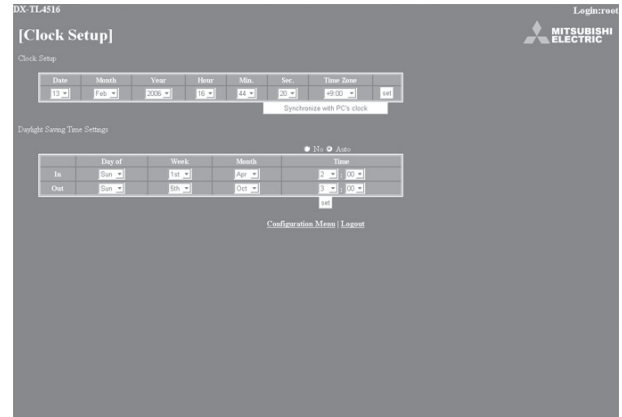 DX-TL4516 Login:root
[Clock Setup]
MITSUBISHI
ELECTRIC
Clock Setup
Date Month Year Hour Min. Sec. Time Zone
13 Feb 2006 16 44 20 +9:00 set
Synchronize with PC's clock
Daylight Saving Time Settings
No Auto
Day of Week Month Time
In Sun 1st Apr 2 : 00
Out Sun 5th Oct 3 : 00
set
Configuration Menu | Logout